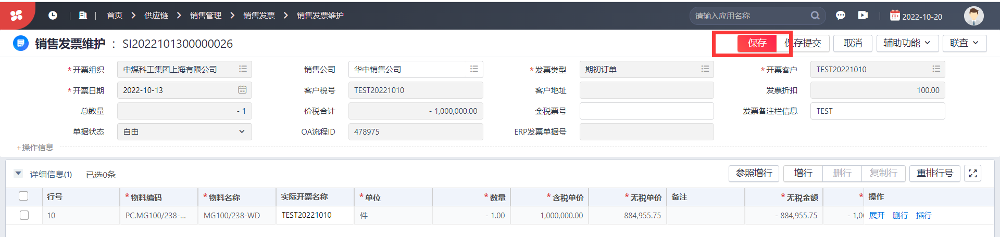 首页 > 供应链 > 销售管理 > 销售发票 > 销售发票维护 请输入应用名称 2022-10-20
销售发票维护 : SI2022101300000026 保存 保存提交 取消 辅助功能 联查
*开票组织 中煤科工集团上海有限公司 销售公司 华中销售公司 *发票类型 期初订单 *开票客户 TEST20221010
*开票日期 2022-10-13 客户税号 TEST20221010 客户地址 发票折扣 100.00
总数量 - 1 价税合计 - 1,000,000.00 金税票号 发票备注栏信息 TEST
单据状态 自由 OA流程ID 478975 ERP发票单据号
+操作信息
详细信息(1) 已选0条 参照增行 增行 删行 复制行 重排行号
行号 *物料编码 *物料名称 实际开票名称 *单位 *数量 *含税单价 *无税单价 备注 *无税金额 * 操作
10 PC.MG100/238-... MG100/238-WD TEST20221010 件 - 1.00 1,000,000.00 884,955.75 - 884,955.75 - 1,0 展开 删行 插行